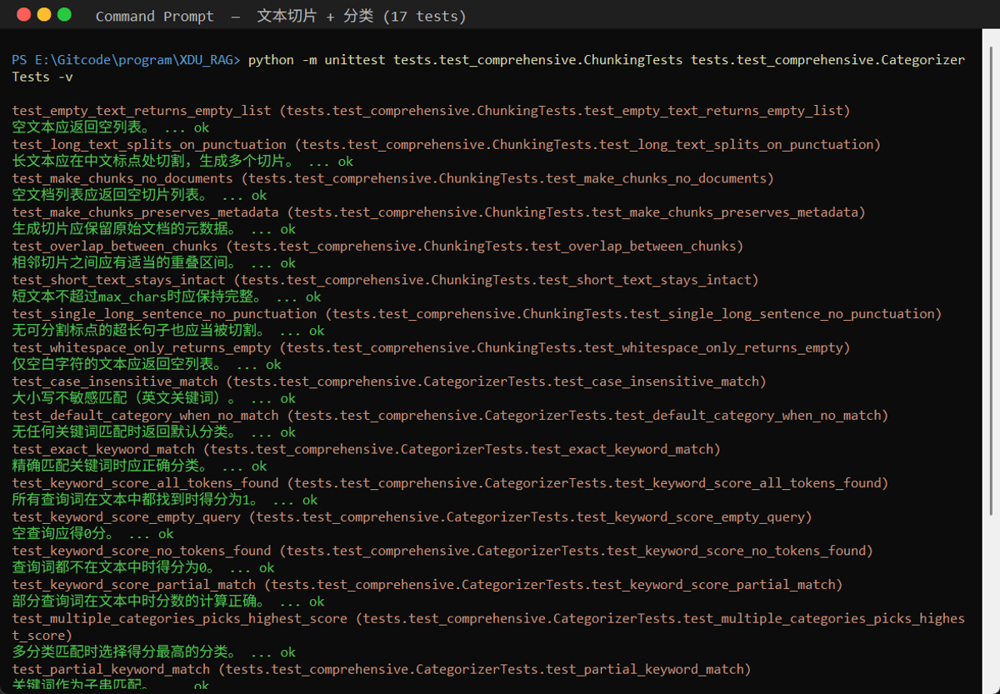 Command Prompt — 文本切片 + 分类 (17 tests)
PS E:\Gitcode\program\XDU_RAG> python -m unittest tests.test_comprehensive.ChunkingTests tests.test_comprehensive.Categorizer
Tests -v
test_empty_text_returns_empty_list (tests.test_comprehensive.ChunkingTests.test_empty_text_returns_empty_list)
空文本应返回空列表。 ... ok
test_long_text_splits_on_punctuation (tests.test_comprehensive.ChunkingTests.test_long_text_splits_on_punctuation)
长文本应在中文标点处切割，生成多个切片。 ... ok
test_make_chunks_no_documents (tests.test_comprehensive.ChunkingTests.test_make_chunks_no_documents)
空文档列表应返回空切片列表。 ... ok
test_make_chunks_preserves_metadata (tests.test_comprehensive.ChunkingTests.test_make_chunks_preserves_metadata)
生成切片应保留原始文档的元数据。 ... ok
test_overlap_between_chunks (tests.test_comprehensive.ChunkingTests.test_overlap_between_chunks)
相邻切片之间应有适当的重叠区间。 ... ok
test_short_text_stays_intact (tests.test_comprehensive.ChunkingTests.test_short_text_stays_intact)
短文本不超过max_chars时应保持完整。 ... ok
test_single_long_sentence_no_punctuation (tests.test_comprehensive.ChunkingTests.test_single_long_sentence_no_punctuation)
无可分割标点的超长句子也应当被切割。 ... ok
test_whitespace_only_returns_empty (tests.test_comprehensive.ChunkingTests.test_whitespace_only_returns_empty)
仅空白字符的文本应返回空列表。 ... ok
test_case_insensitive_match (tests.test_comprehensive.CategorizerTests.test_case_insensitive_match)
大小写不敏感匹配（英文关键词）。 ... ok
test_default_category_when_no_match (tests.test_comprehensive.CategorizerTests.test_default_category_when_no_match)
无任何关键词匹配时返回默认分类。 ... ok
test_exact_keyword_match (tests.test_comprehensive.CategorizerTests.test_exact_keyword_match)
精确匹配关键词时应正确分类。 ... ok
test_keyword_score_all_tokens_found (tests.test_comprehensive.CategorizerTests.test_keyword_score_all_tokens_found)
所有查询词在文本中都找到时得分为1。 ... ok
test_keyword_score_empty_query (tests.test_comprehensive.CategorizerTests.test_keyword_score_empty_query)
空查询应得0分。 ... ok
test_keyword_score_no_tokens_found (tests.test_comprehensive.CategorizerTests.test_keyword_score_no_tokens_found)
查询词都不在文本中时得分为0。 ... ok
test_keyword_score_partial_match (tests.test_comprehensive.CategorizerTests.test_keyword_score_partial_match)
部分查询词在文本中时分数的计算正确。 ... ok
test_multiple_categories_picks_highest_score (tests.test_comprehensive.CategorizerTests.test_multiple_categories_picks_highes
t_score)
多分类匹配时选择得分最高的分类。 ... ok
test_partial_keyword_match (tests.test_comprehensive.CategorizerTests.test_partial_keyword_match)
关键词作为子串匹配。 ... ok